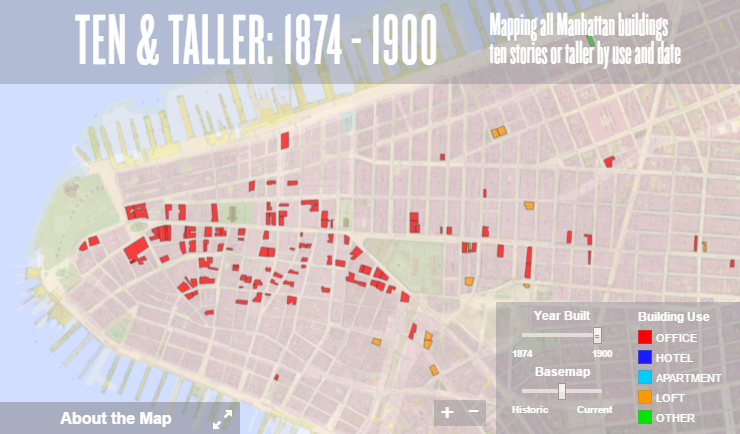 TEN & TALLER: 1874 - 1900
Mapping all Manhattan buildings
ten stories or taller by use and date
Year Built
1874
1900
Basemap
Historic
Current
Building Use
OFFICE
HOTEL
APARTMENT
LOFT
OTHER
About the Map
+ −